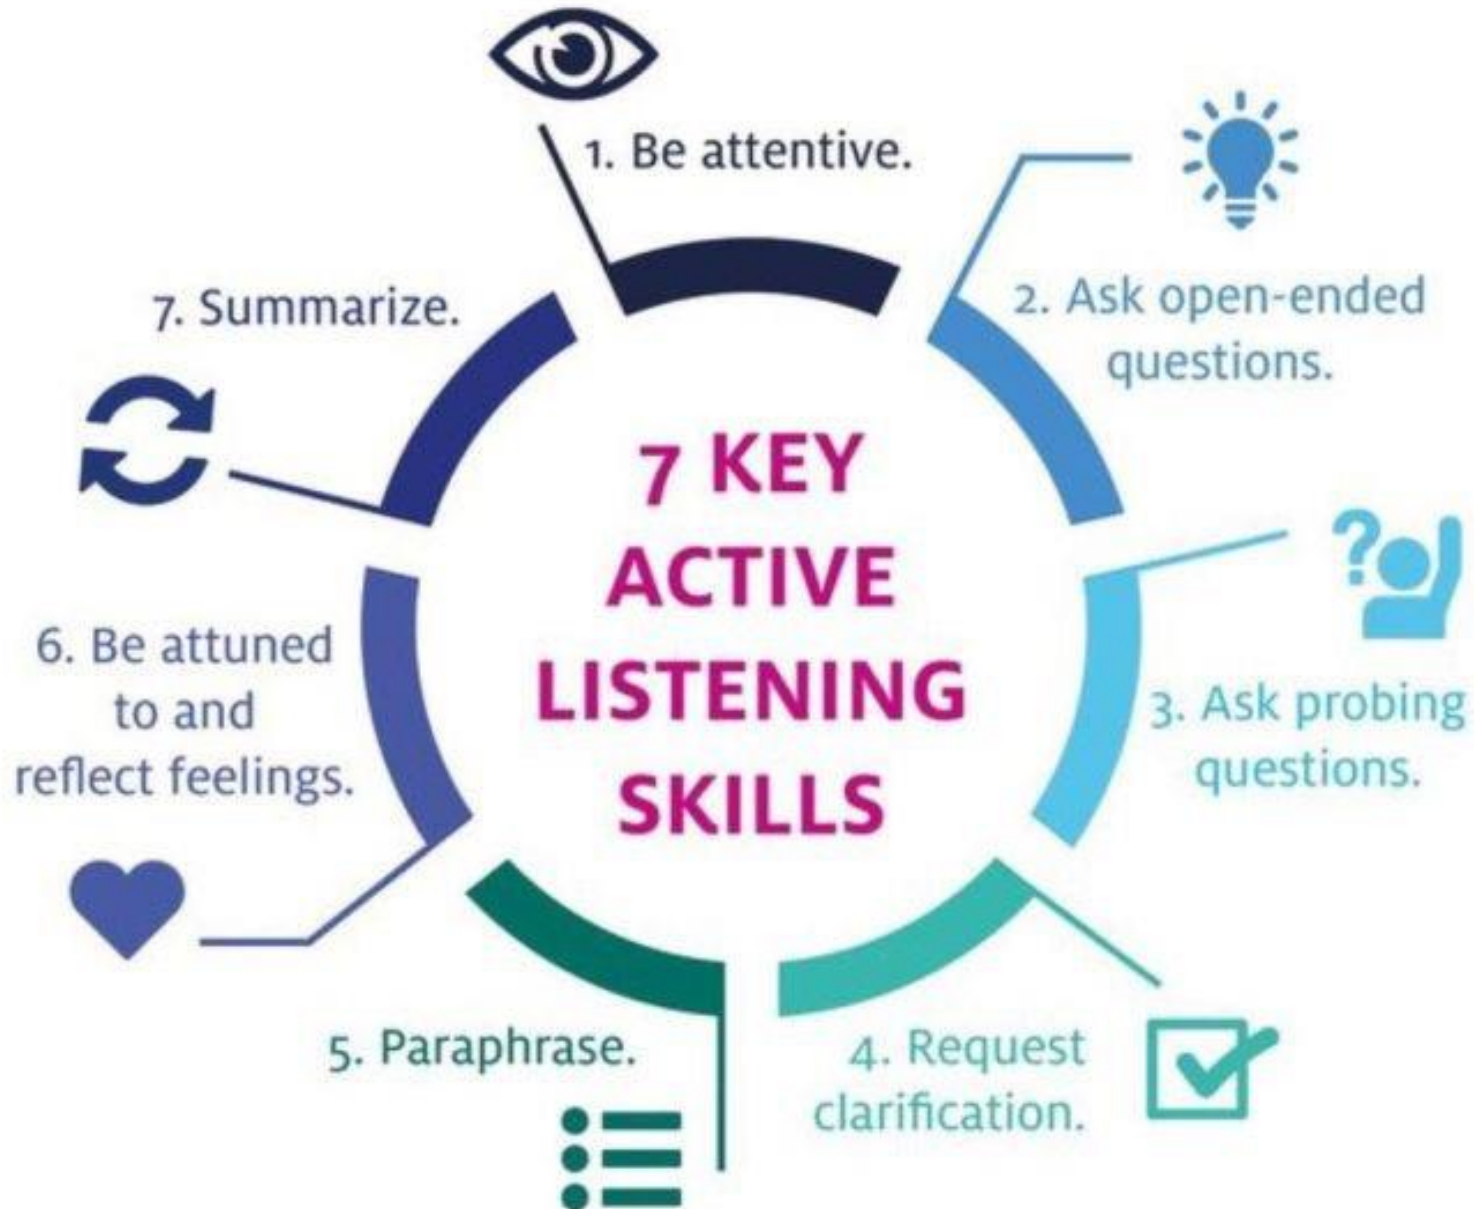 7 KEY
ACTIVE
LISTENING
SKILLS
1. Be attentive.
2. Ask open-ended
questions.
3. Ask probing
questions.
4. Request
clarification.
5. Paraphrase.
6. Be attuned
to and
reflect feelings.
7. Summarize.